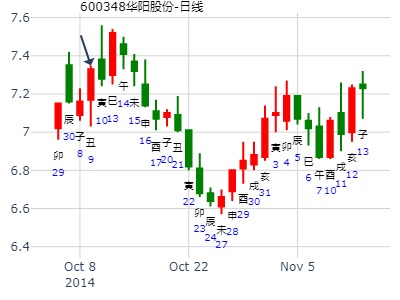 600348华阳股份-日线
7.6
7.4
7.2
7
6.8
6.6
6.4
卯
29
辰
30
子
8
丑
9
寅
10
巳
13
午
14
未
15
申
16
酉
17
子
20
丑
21
寅
22
卯
23
辰
24
未
27
申
28
酉
29
戌
30
亥
31
寅
3
卯
4
辰
5
巳
6
午
7
酉
10
戌
11
亥
12
子
13
Oct 8
2014
Oct 22
Nov 5